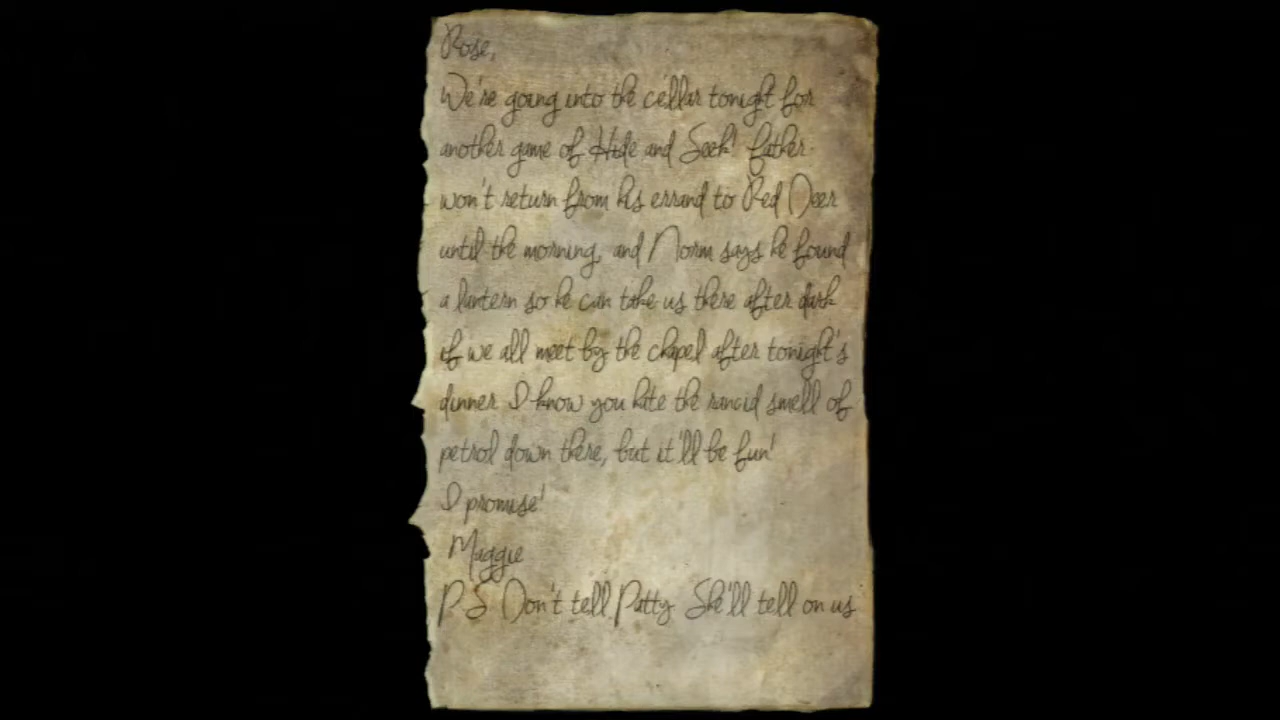 Rose,
We're going into the cellar tonight for
another game of Hide and Seek! Father
won't return from his errand to Red Deer
until the morning, and Norm says he found
a lantern so he can take us there after dark
if we all meet by the chapel after tonight's
dinner. I know you hate the rancid smell of
petrol down there, but it'll be fun!
I promise!
Maggie
P.S. Don't tell Patty. She'll tell on us